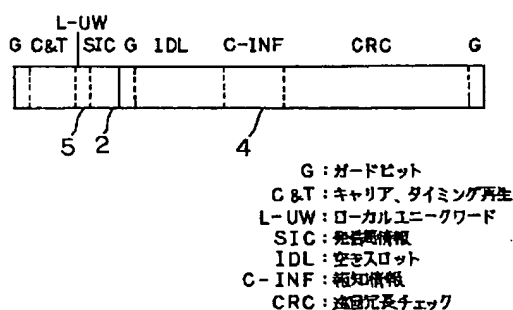 L-UW
G C&T SIC G IDL C-INF CRC G
5 2 4
G：ガードビット
C&T：キャリア、タイミング再生
L-UW：ローカルユニークワード
SIC：発信局情報
IDL：空きスロット
C-INF：報知情報
CRC：巡回冗長チェック